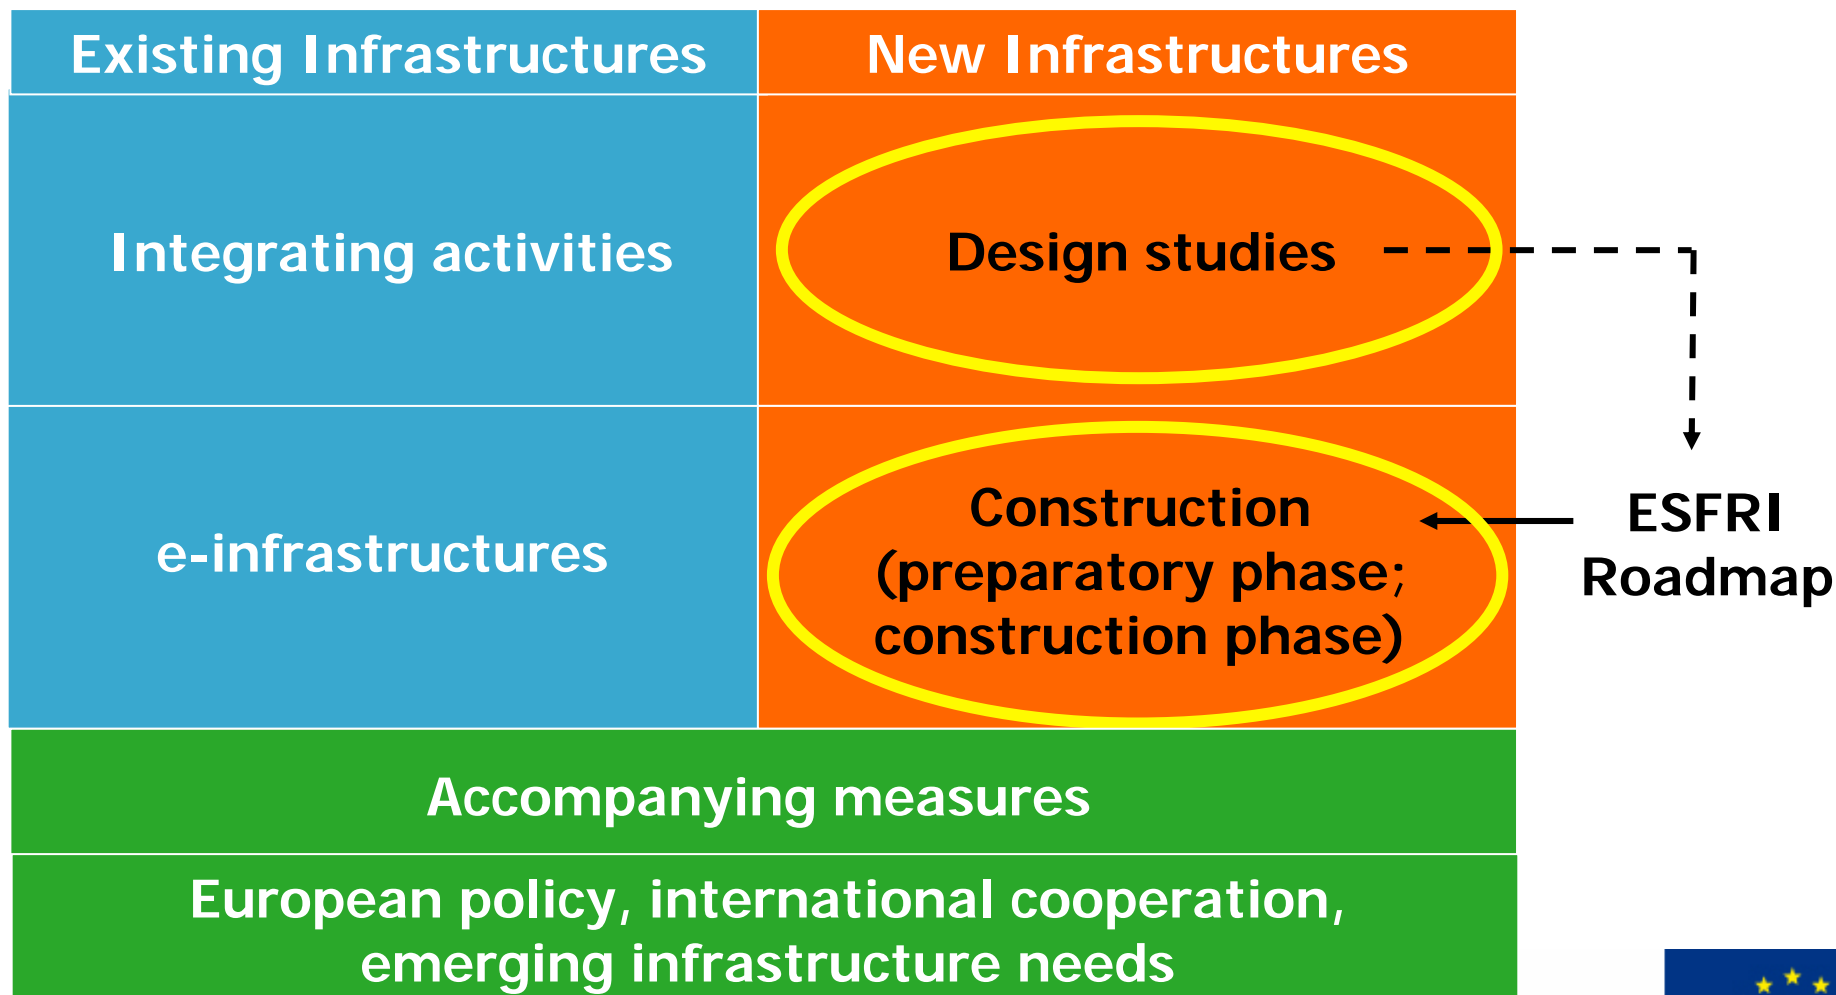 Existing Infrastructures
New Infrastructures
Integrating activities
Design studies
e-infrastructures
Construction
(preparatory phase;
construction phase)
ESFRI
Roadmap
Accompanying measures
European policy, international cooperation,
emerging infrastructure needs